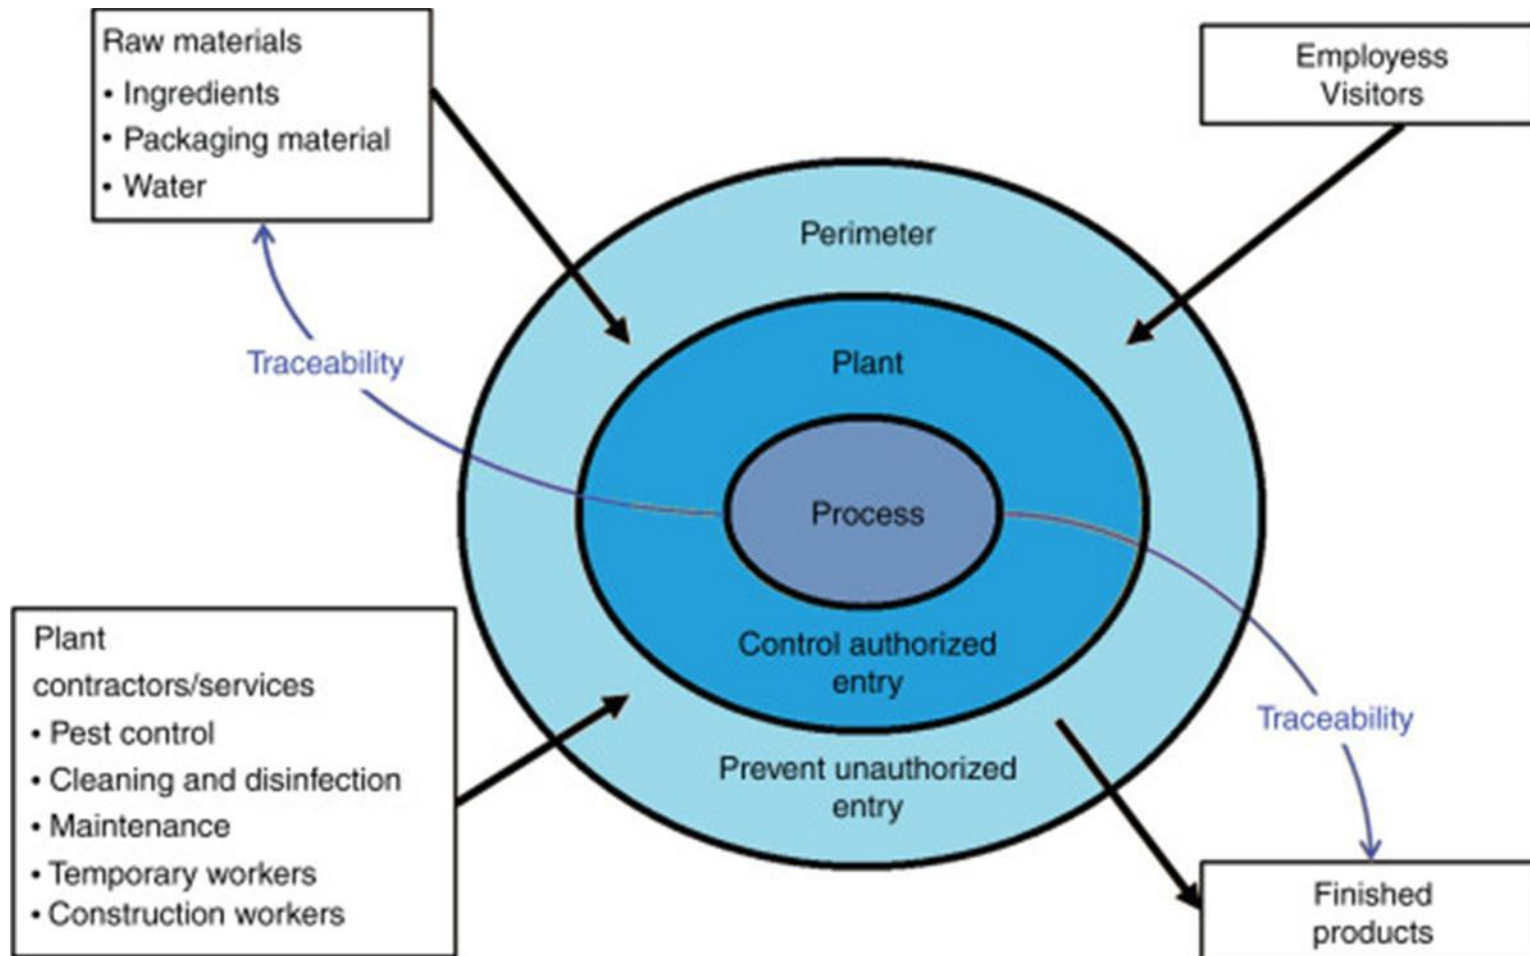 Raw materials
• Ingredients
• Packaging material
• Water
Employess
Visitors
Perimeter
Plant
Traceability
Process
Control authorized
entry
Prevent unauthorized
entry
Plant
contractors/services
• Pest control
• Cleaning and disinfection
• Maintenance
• Temporary workers
• Construction workers
Traceability
Finished
products